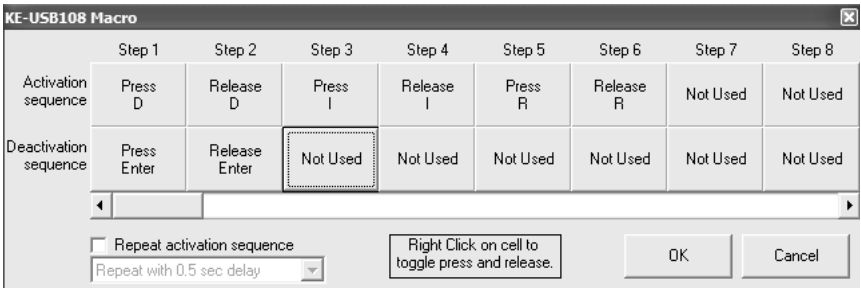 KE-USB108 Macro
Step 1 Step 2 Step 3 Step 4 Step 5 Step 6 Step 7 Step 8
Activation sequence
Press D
Release D
Press I
Release I
Press R
Release R
Not Used
Not Used
Deactivation sequence
Press Enter
Release Enter
Not Used
Not Used
Not Used
Not Used
Not Used
Not Used
Repeat activation sequence
Repeat with 0.5 sec delay
Right Click on cell to
toggle press and release.
OK
Cancel